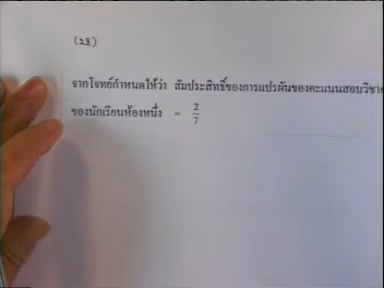 (๖๕)
จากโจทย์กำหนดให้ว่า สัมประสิทธิ์ของการแปรผันของคะแนนสอบวิชา
ของนักเรียนห้องหนึ่ง = 2/7